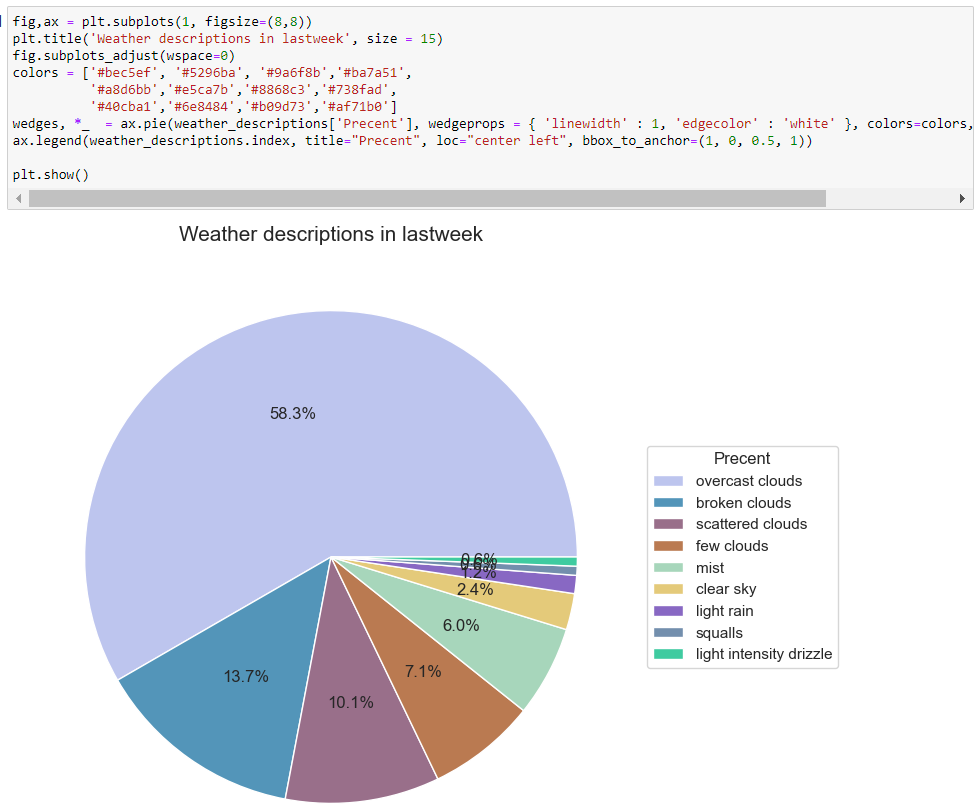 fig,ax = plt.subplots(1, figsize=(8,8))
plt.title('Weather descriptions in lastweek', size = 15)
fig.subplots_adjust(wspace=0)
colors = ['#bec5ef', '#5296ba', '#9a6f8b','#ba7a51',
'#a8d6bb','#e5ca7b','#8868c3','#738fad',
'#40cba1','#6e8484','#b09d73','#af71b0']
wedges, *_  = ax.pie(weather_descriptions['Precent'], wedgeprops = { 'linewidth' : 1, 'edgecolor' : 'white' }, colors=colors,
ax.legend(weather_descriptions.index, title="Precent", loc="center left", bbox_to_anchor=(1, 0, 0.5, 1))
plt.show()
Weather descriptions in lastweek
58.3%
13.7%
10.1%
7.1%
6.0%
2.4%
1.2%
0.6%
Precent
overcast clouds
broken clouds
scattered clouds
few clouds
mist
clear sky
light rain
squalls
light intensity drizzle